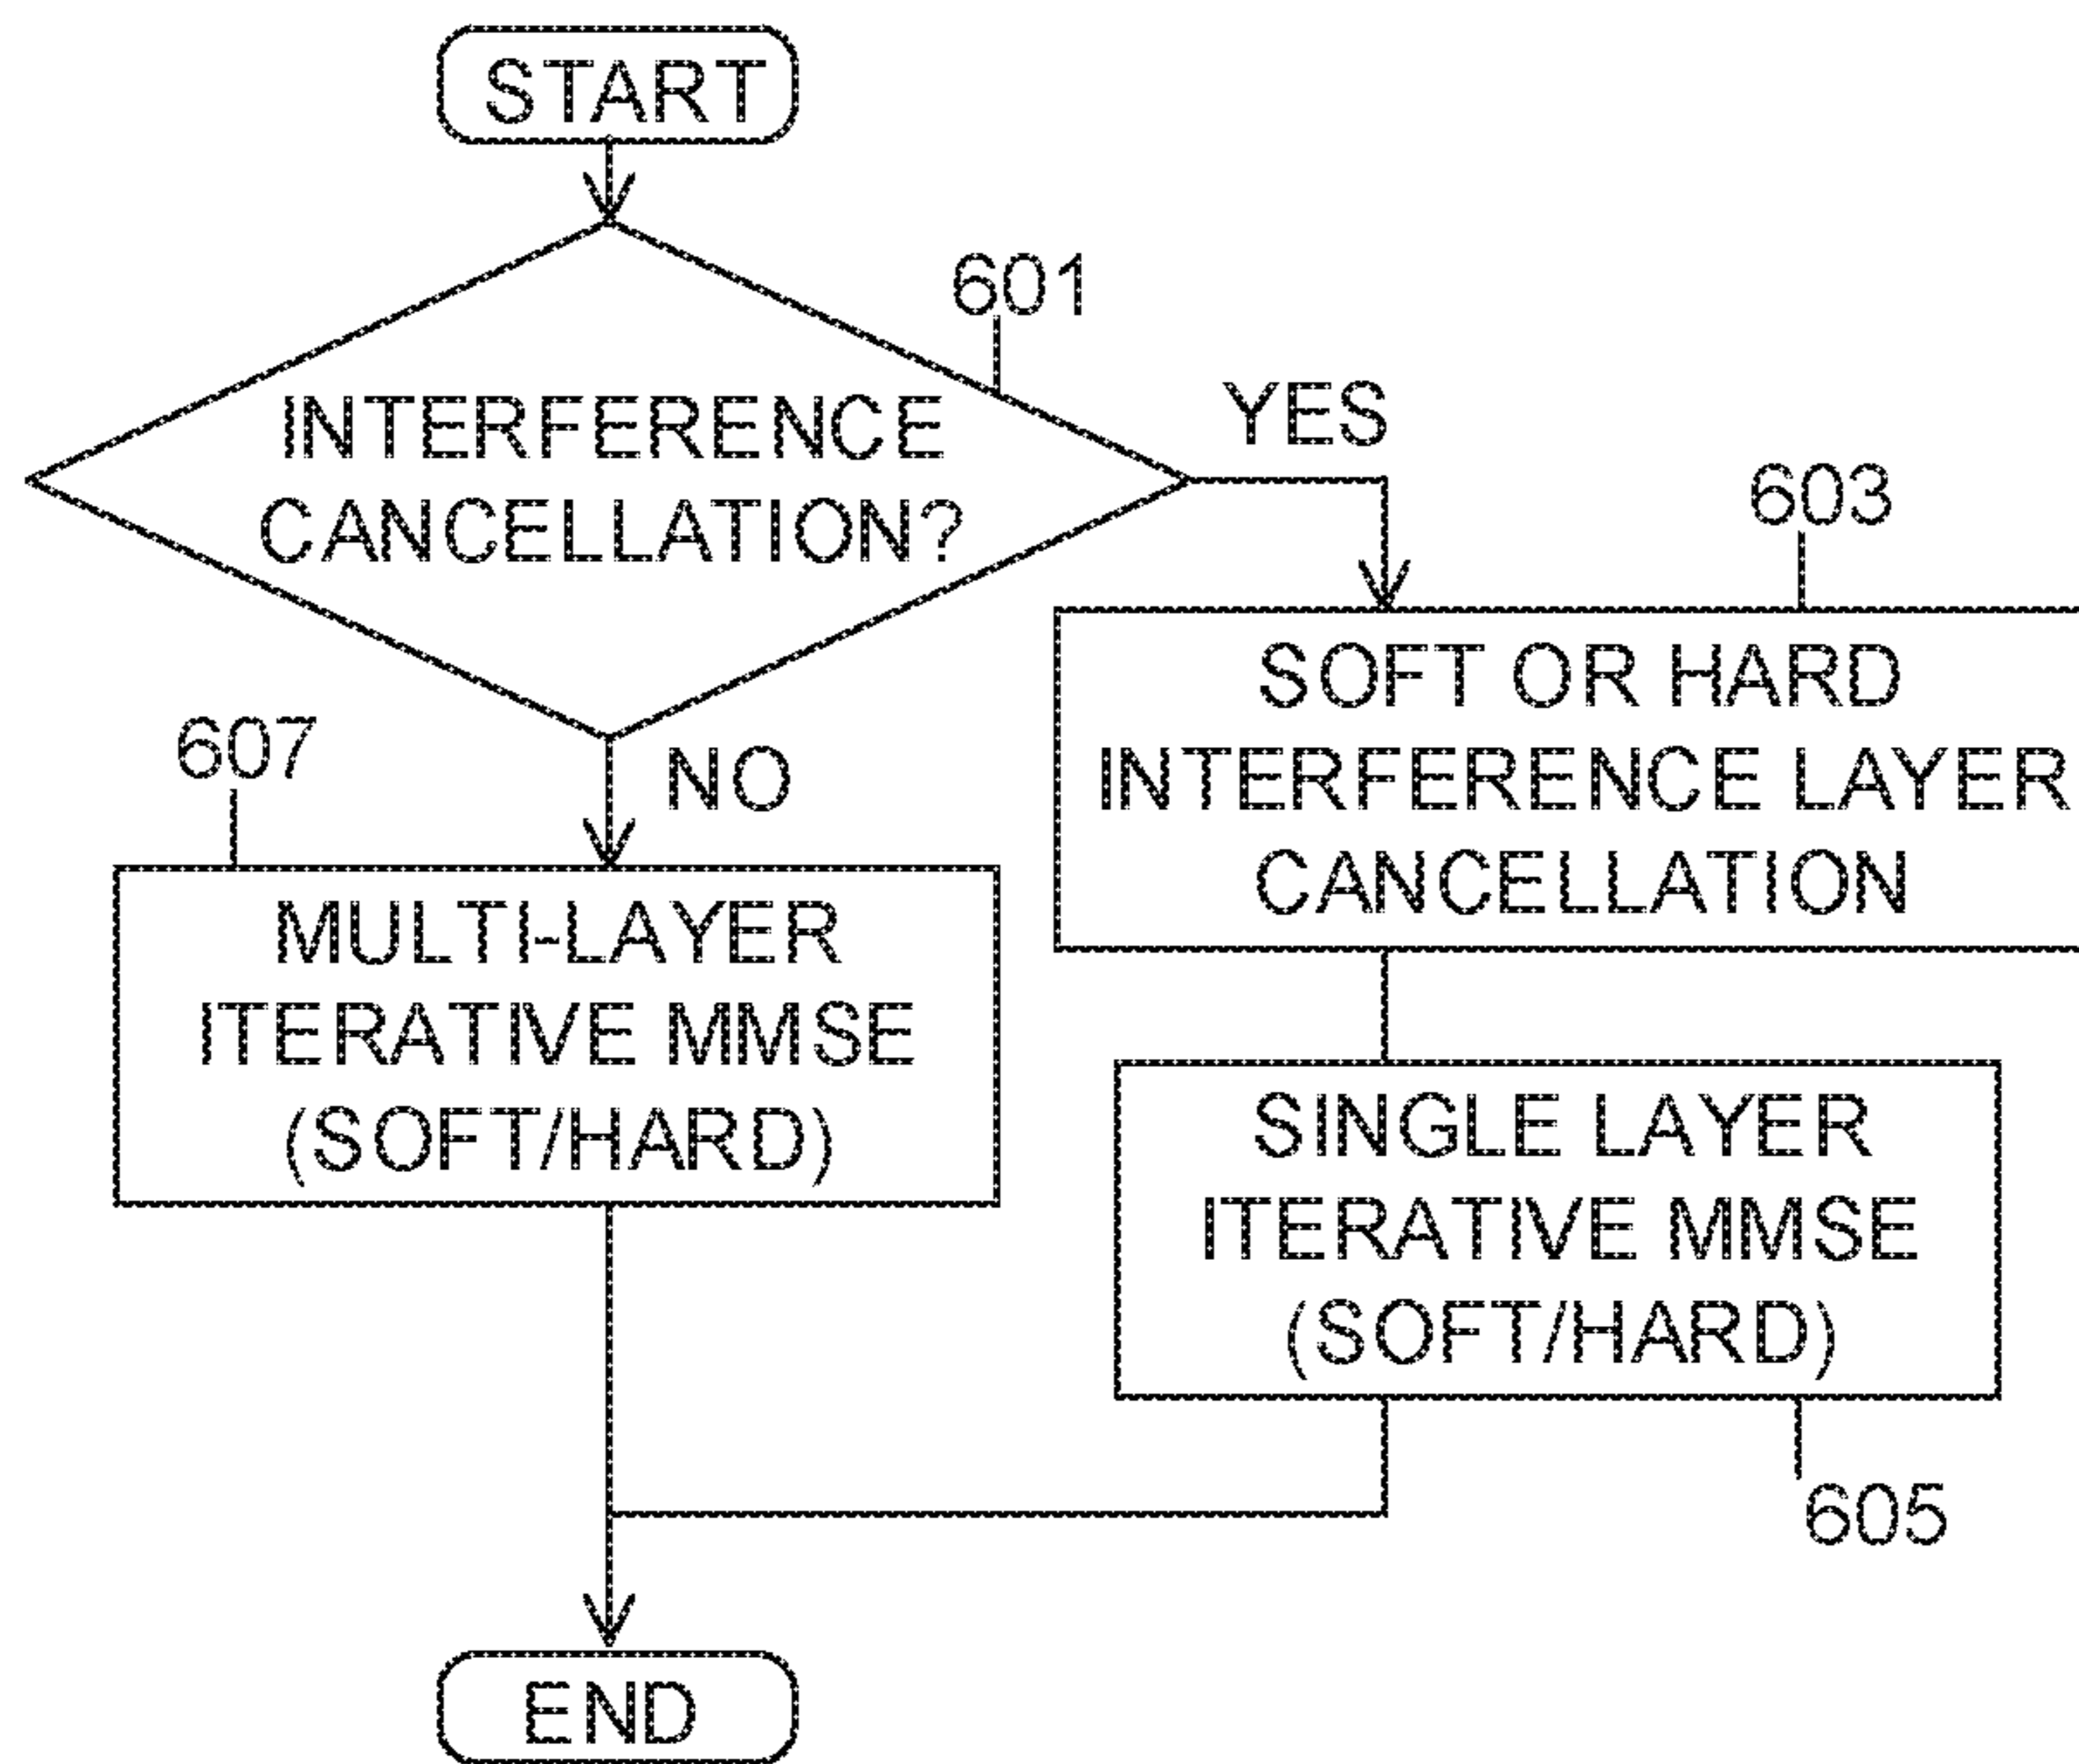 START
601
INTERFERENCE
CANCELLATION?
YES
603
SOFT OR HARD
INTERFERENCE LAYER
CANCELLATION
607
NO
MULTI-LAYER
ITERATIVE MMSE
(SOFT/HARD)
SINGLE LAYER
ITERATIVE MMSE
(SOFT/HARD)
605
END